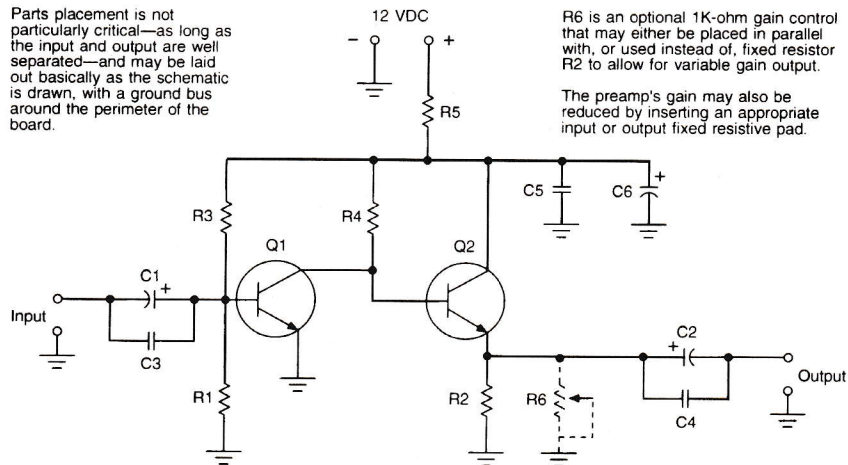 Parts placement is not
particularly critical—as long as
the input and output are well
separated—and may be laid
out basically as the schematic
is drawn, with a ground bus
around the perimeter of the
board.
12 VDC
- +
R6 is an optional 1K-ohm gain control
that may either be placed in parallel
with, or used instead of, fixed resistor
R2 to allow for variable gain output.
The preamp's gain may also be
reduced by inserting an appropriate
input or output fixed resistive pad.
R5
C5
C6
+
R3
R4
Q1
Q2
C1
+
Input
C3
C2
+
R1
R2
R6
Output
C4